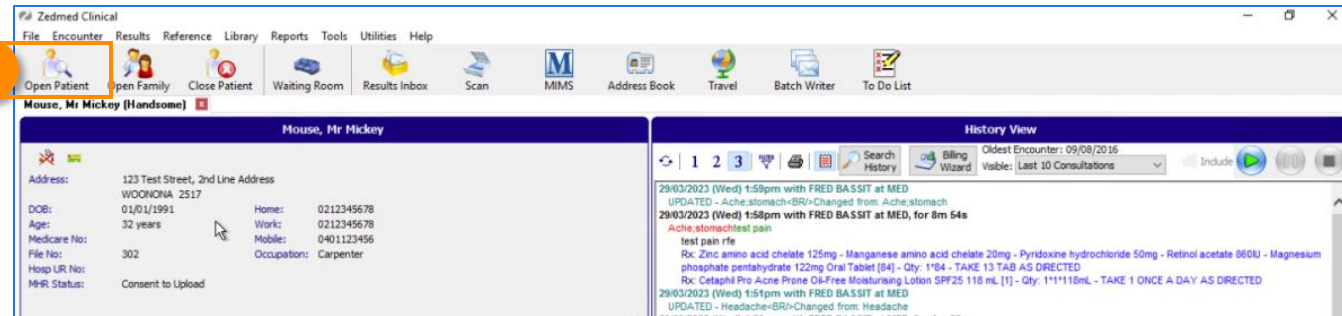 Zedmed Clinical
File Encounter Results Reference Library Reports Tools Utilities Help
Open Patient Open Family Close Patient Waiting Room Results Inbox Scan MIMS Address Book Travel Batch Writer To Do List
Mouse, Mr Mickey (Handsome)
Mouse, Mr Mickey
Address: 123 Test Street, 2nd Line Address
WOONONA 2517
DOB: 01/01/1991 Home: 0212345678
Age: 32 years Work: 0212345678
Medicare No: Mobile: 0401123456
File No: 302 Occupation: Carpenter
Hosp UR No:
MHR Status: Consent to Upload
History View
1 2 3 Search History Billing Wizard Oldest Encounter: 09/08/2016
Visible: Last 10 Consultations Include
29/03/2023 (Wed) 1:59pm with FRED BASSIT at MED
UPDATED - Ache;stomach<BR/>Changed from: Ache;stomach
29/03/2023 (Wed) 1:58pm with FRED BASSIT at MED, for 8m 54s
Ache;stomachtest pain
test pain rfe
Rx: Zinc amino acid chelate 125mg - Manganese amino acid chelate 20mg - Pyridoxine hydrochloride 50mg - Retinol acetate 860IU - Magnesium
phosphate pentahydrate 122mg Oral Tablet [84] - Qty: 1*84 - TAKE 13 TAB AS DIRECTED
Rx: Cetaphil Pro Acne Prone Oil-Free Moisturising Lotion SPF25 118 mL [1] - Qty: 1*1*118mL - TAKE 1 ONCE A DAY AS DIRECTED
29/03/2023 (Wed) 1:51pm with FRED BASSIT at MED
UPDATED - Headache<BR/>Changed from: Headache